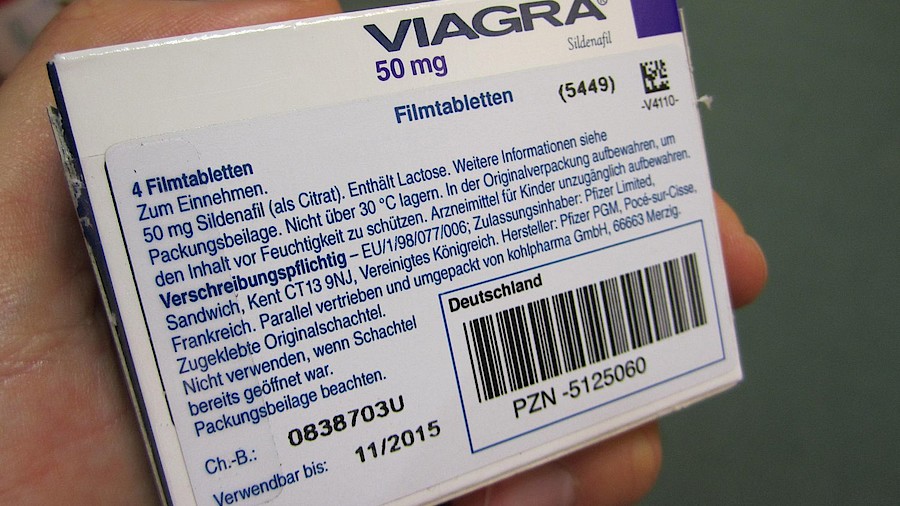 VIAGRA®
Sildenafil
50 mg
Filmtabletten
(5449)
-V4110-
4 Filmtabletten
Zum Einnehmen.
50 mg Sildenafil (als Citrat). Enthält Lactose. Weitere Informationen siehe
Packungsbeilage. Nicht über 30 °C lagern. In der Originalverpackung aufbewahren, um
den Inhalt vor Feuchtigkeit zu schützen. Arzneimittel für Kinder unzugänglich aufbewahren.
Verschreibungspflichtig – EU/1/98/077/006; Zulassungsinhaber: Pfizer Limited,
Sandwich, Kent CT13 9NJ, Vereinigtes Königreich. Hersteller: Pfizer PGM, Pocé-sur-Cisse,
Frankreich. Parallel vertrieben und umgepackt von kohlpharma GmbH, 66663 Merzig.
Zugeklebte Originalschachtel.
Nicht verwenden, wenn Schachtel
bereits geöffnet war.
Packungsbeilage beachten.
Ch.-B.: 0838703U
Verwendbar bis: 11/2015
Deutschland
PZN -5125060